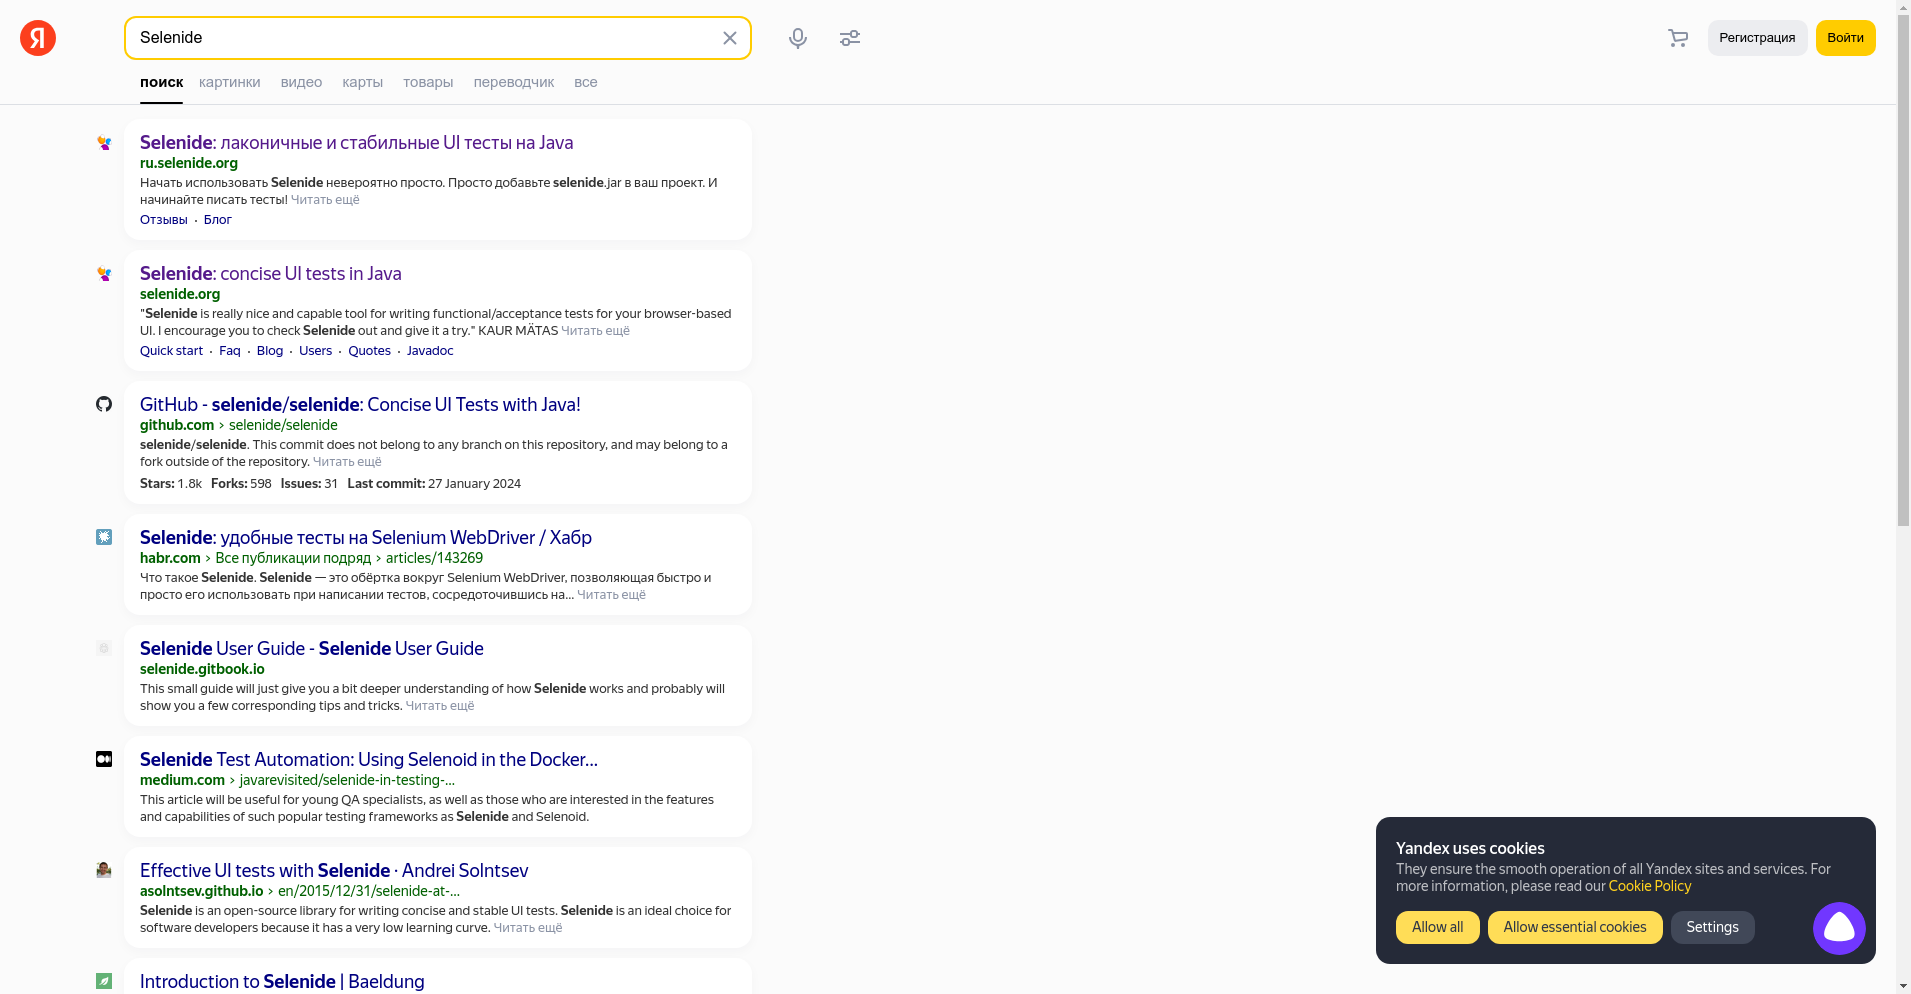 Я
Selenide
Регистрация
Войти
поиск картинки видео карты товары переводчик все
Selenide: лаконичные и стабильные UI тесты на Java
ru.selenide.org
Начать использовать Selenide невероятно просто. Просто добавьте selenide.jar в ваш проект. И
начинайте писать тесты! Читать ещё
Отзывы · Блог
Selenide: concise UI tests in Java
selenide.org
"Selenide is really nice and capable tool for writing functional/acceptance tests for your browser-based
UI. I encourage you to check Selenide out and give it a try." KAUR MÄTAS Читать ещё
Quick start · Faq · Blog · Users · Quotes · Javadoc
GitHub - selenide/selenide: Concise UI Tests with Java!
github.com › selenide/selenide
selenide/selenide. This commit does not belong to any branch on this repository, and may belong to a
fork outside of the repository. Читать ещё
Stars: 1.8k Forks: 598 Issues: 31 Last commit: 27 January 2024
Selenide: удобные тесты на Selenium WebDriver / Хабр
habr.com › Все публикации подряд › articles/143269
Что такое Selenide. Selenide — это обёртка вокруг Selenium WebDriver, позволяющая быстро и
просто его использовать при написании тестов, сосредоточившись на... Читать ещё
Selenide User Guide - Selenide User Guide
selenide.gitbook.io
This small guide will just give you a bit deeper understanding of how Selenide works and probably will
show you a few corresponding tips and tricks. Читать ещё
Selenide Test Automation: Using Selenoid in the Docker...
medium.com › javarevisited/selenide-in-testing-...
This article will be useful for young QA specialists, as well as those who are interested in the features
and capabilities of such popular testing frameworks as Selenide and Selenoid.
Effective UI tests with Selenide · Andrei Solntsev
asolntsev.github.io › en/2015/12/31/selenide-at-...
Selenide is an open-source library for writing concise and stable UI tests. Selenide is an ideal choice for
software developers because it has a very low learning curve. Читать ещё
Introduction to Selenide | Baeldung
Yandex uses cookies
They ensure the smooth operation of all Yandex sites and services. For
more information, please read our Cookie Policy
Allow all
Allow essential cookies
Settings